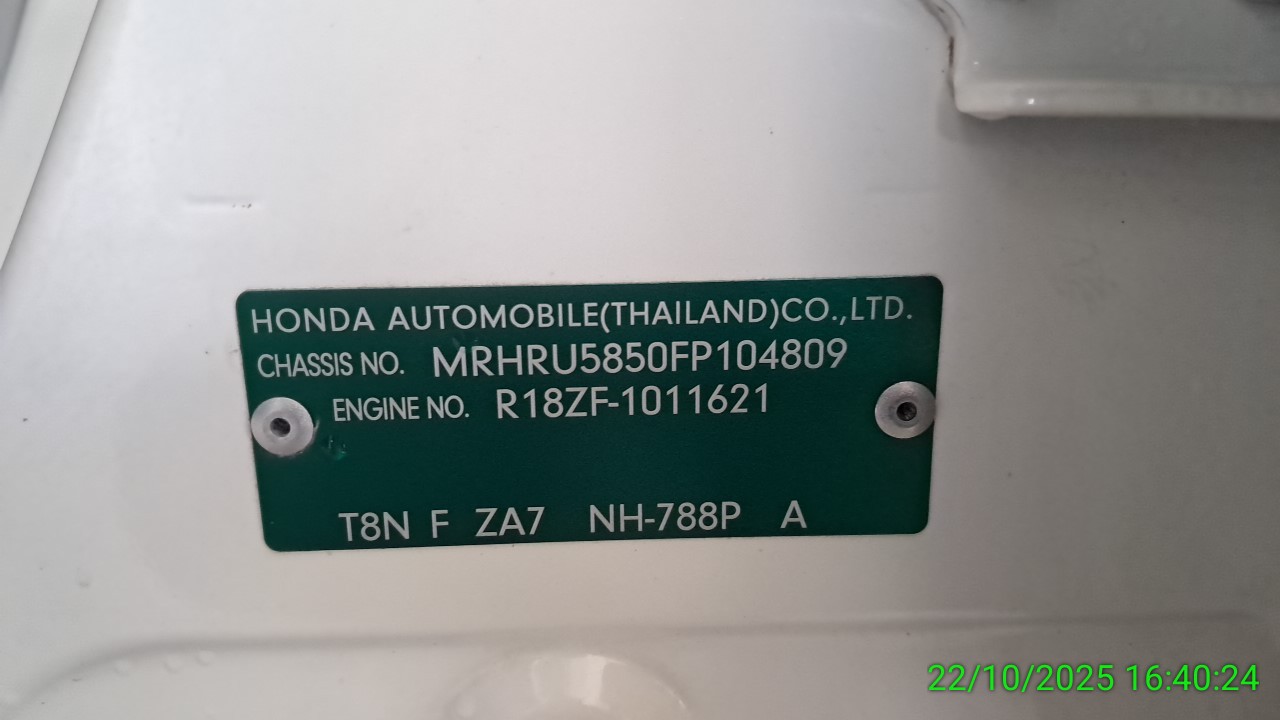 HONDA AUTOMOBILE(THAILAND)CO.,LTD.
CHASSIS NO. MRHRU5850FP104809
ENGINE NO. R18ZF-1011621
T8N F ZA7 NH-788P A
22/10/2025 16:40:24